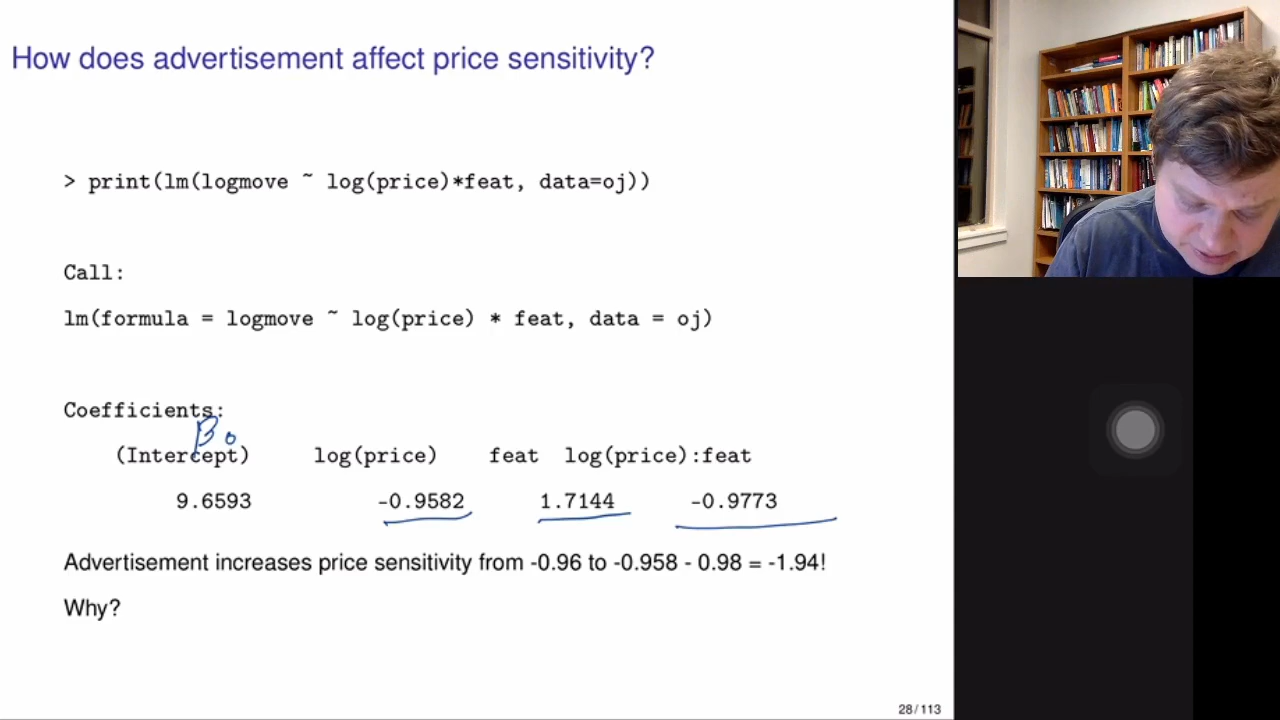 How does advertisement affect price sensitivity?
> print(lm(logmove ~ log(price)*feat, data=oj))
Call:
lm(formula = logmove ~ log(price) * feat, data = oj)
Coefficients:
β0
(Intercept) log(price) feat log(price):feat
9.6593 -0.9582 1.7144 -0.9773
Advertisement increases price sensitivity from -0.96 to -0.958 - 0.98 = -1.94!
Why?
28/113